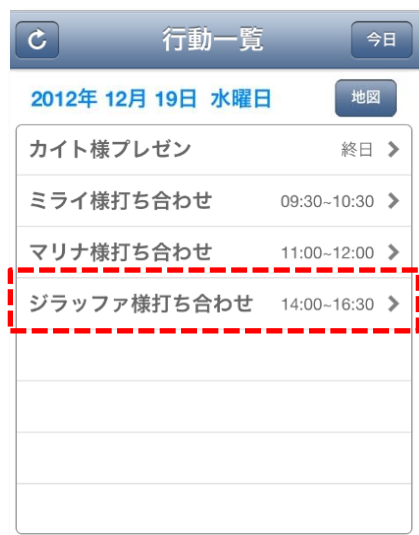 行動一覧 今日
2012年 12月 19日 水曜日 地図
カイト様プレゼン 終日
ミライ様打ち合わせ 09:30~10:30
マリナ様打ち合わせ 11:00~12:00
ジラッファ様打ち合わせ 14:00~16:30